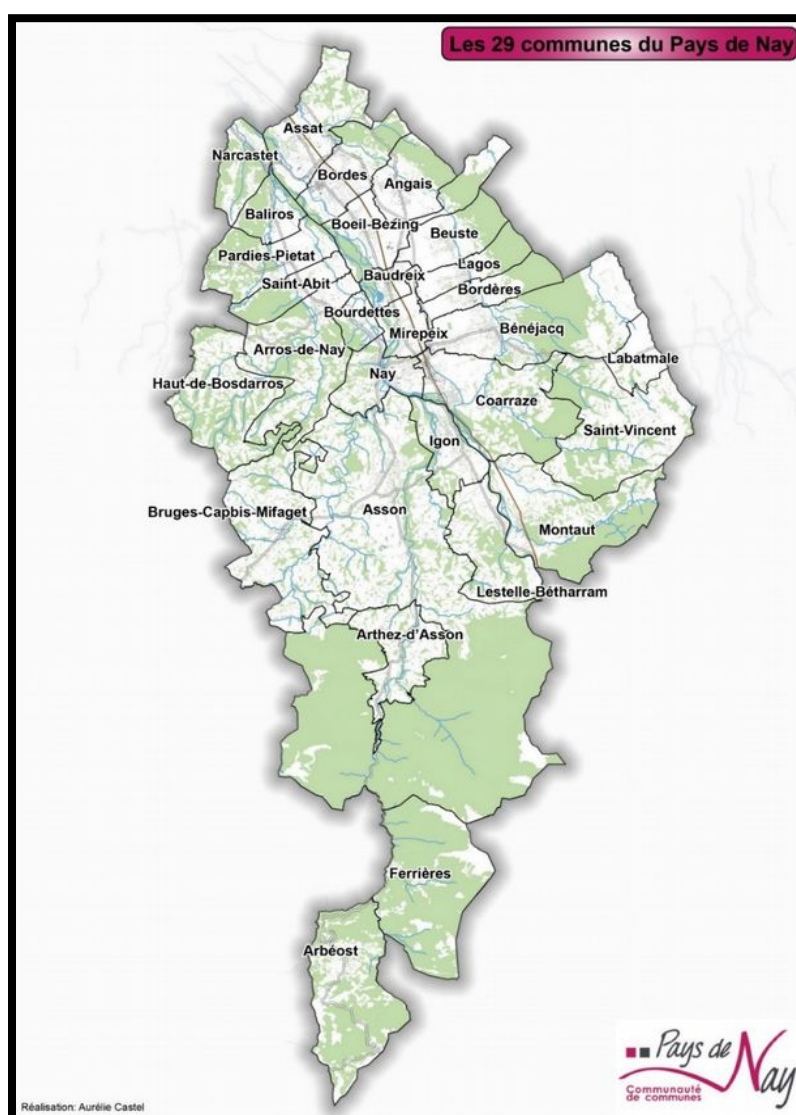 Les 29 communes du Pays de Nay
Assat
Narcastet
Bordes
Angais
Baliros
Boeil-Bezing
Beuste
Pardies-Pietat
Lagos
Baudreix
Saint-Abit
Bordères
Bourdettes
Mirepeix
Bénéjacq
Arros-de-Nay
Labatmale
Nay
Haut-de-Bosdarros
Coarraze
Saint-Vincent
Igon
Asson
Bruges-Capbis-Mifaget
Montaut
Lestelle-Bétharram
Arthez-d'Asson
Ferrières
Arbéost
Pays de Nay
Communauté
de communes
Réalisation: Aurélie Castel